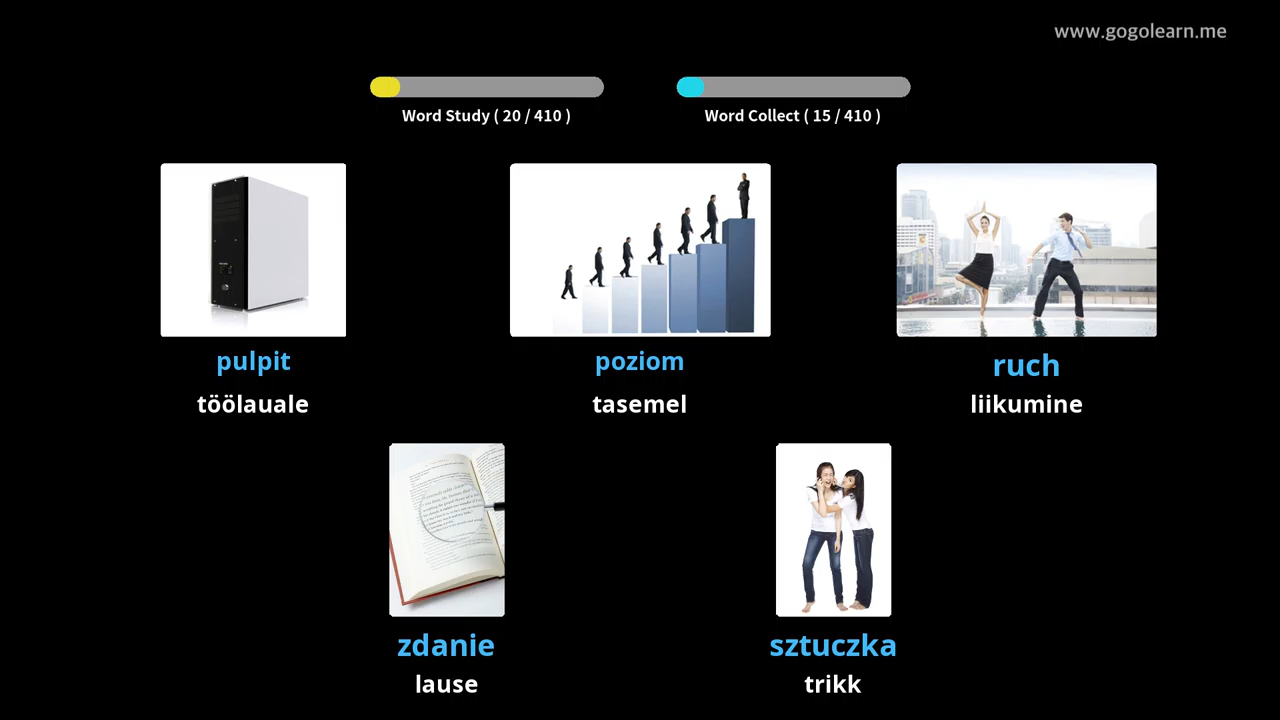 www.gogolearn.me
Word Study ( 20 / 410 )
Word Collect ( 15 / 410 )
pulpit
töölauale
poziom
tasemel
ruch
liikumine
zdanie
lause
sztuczka
trikk